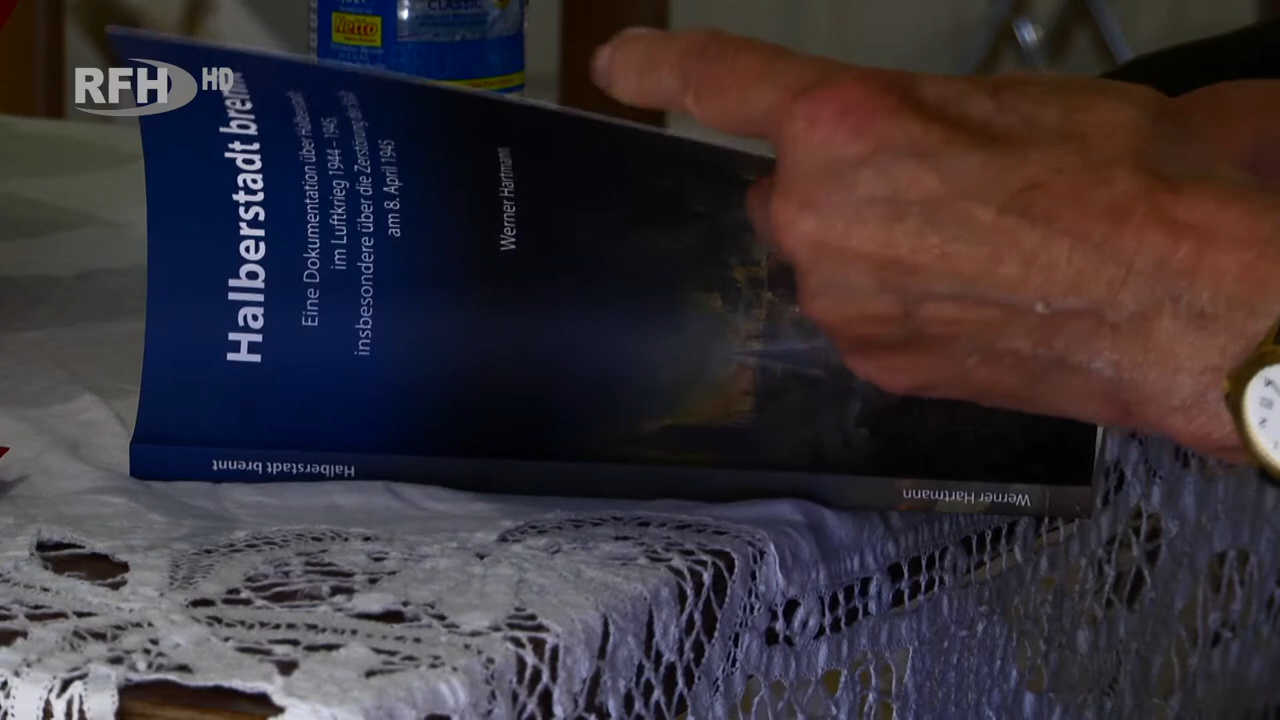 RFH HD
Netto
CLASSIC
Halberstadt brennt
Eine Dokumentation über Halberstadt
im Luftkrieg 1944 - 1945,
insbesondere über die Zerstörung der Stadt
am 8. April 1945
Werner Hartmann
Halberstadt brennt
Werner Hartmann